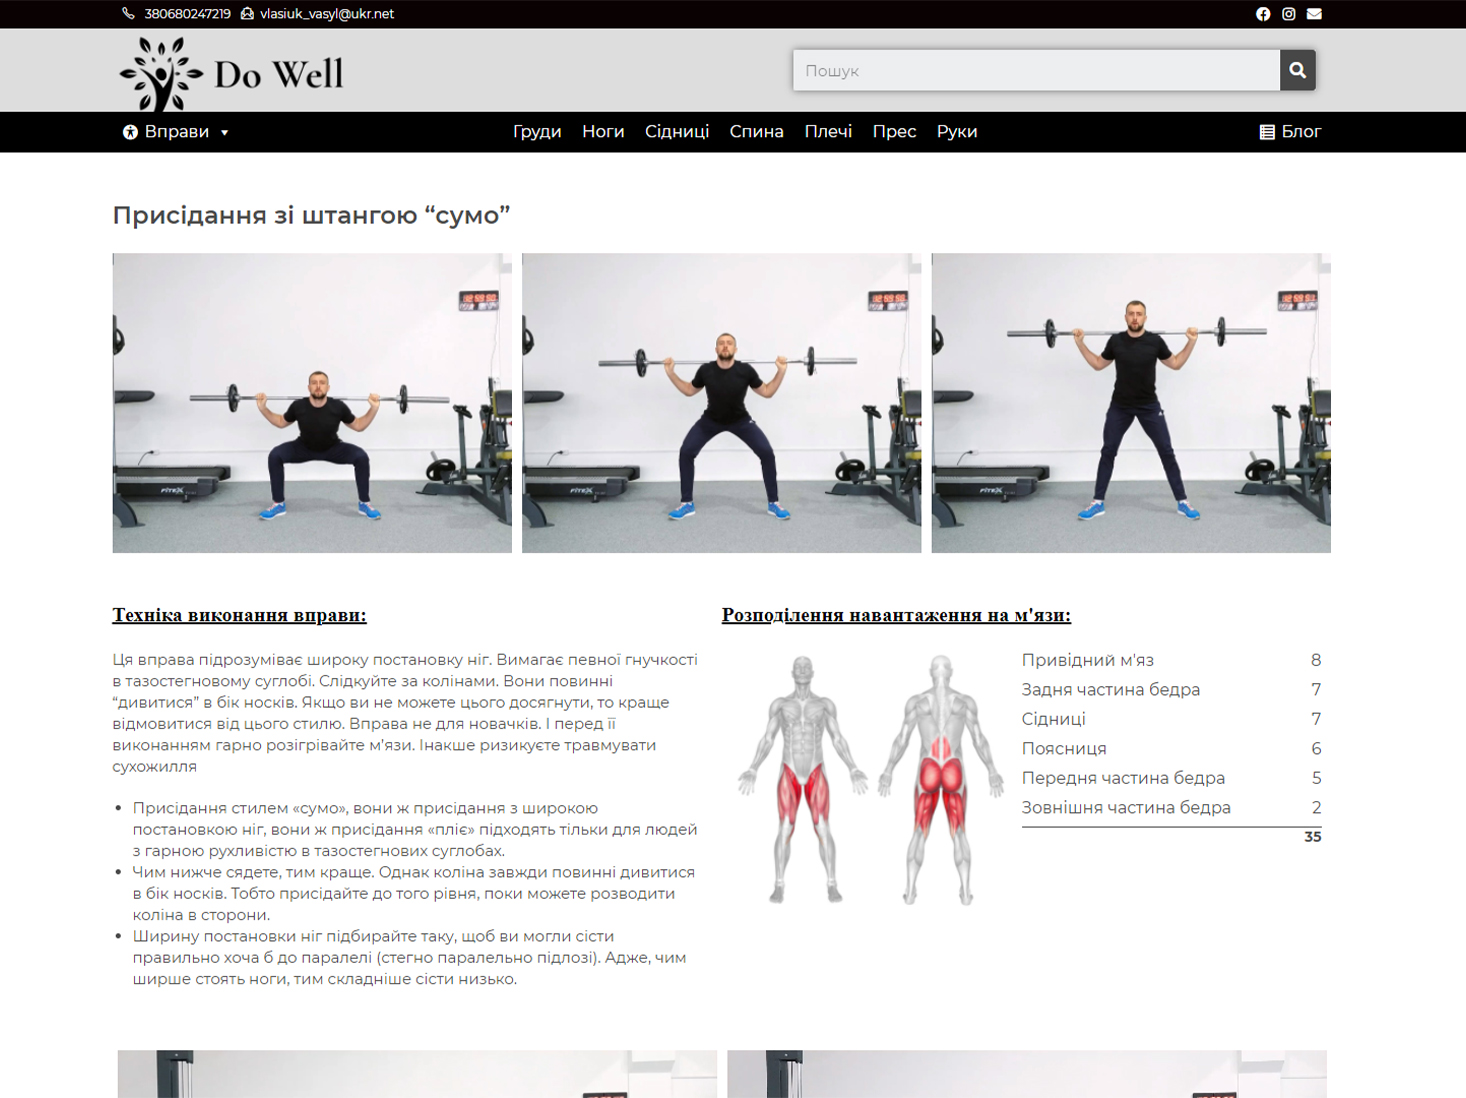 380680247219 vlasiuk_vasyl@ukr.net
Do Well
Пошук
Вправи Груди Ноги Сідниці Спина Плечі Прес Руки Блог
Присідання зі штангою “сумо”
FITEX
FITEX
FITEX
Техніка виконання вправи:
Ця вправа підрозуміває широку постановку ніг. Вимагає певної гнучкості
в тазостегновому суглобі. Слідкуйте за колінами. Вони повинні
“дивитися” в бік носків. Якщо ви не можете цього досягнути, то краще
відмовитися від цього стилю. Вправа не для новачків. І перед її
виконанням гарно розігрівайте м'язи. Інакше ризикуєте травмувати
сухожилля
• Присідання стилем «сумо», вони ж присідання з широкою
постановкою ніг, вони ж присідання «пліє» підходять тільки для людей
з гарною рухливістю в тазостегнових суглобах.
• Чим нижче сядете, тим краще. Однак коліна завжди повинні дивитися
в бік носків. Тобто присідайте до того рівня, поки можете розводити
коліна в сторони.
• Ширину постановки ніг підбирайте таку, щоб ви могли сісти
правильно хоча б до паралелі (стегно паралельно підлозі). Адже, чим
ширше стоять ноги, тим складніше сісти низько.
Розподілення навантаження на м'язи:
Привідний м'яз 8
Задня частина бедра 7
Сідниці 7
Поясниця 6
Передня частина бедра 5
Зовнішня частина бедра 2
35